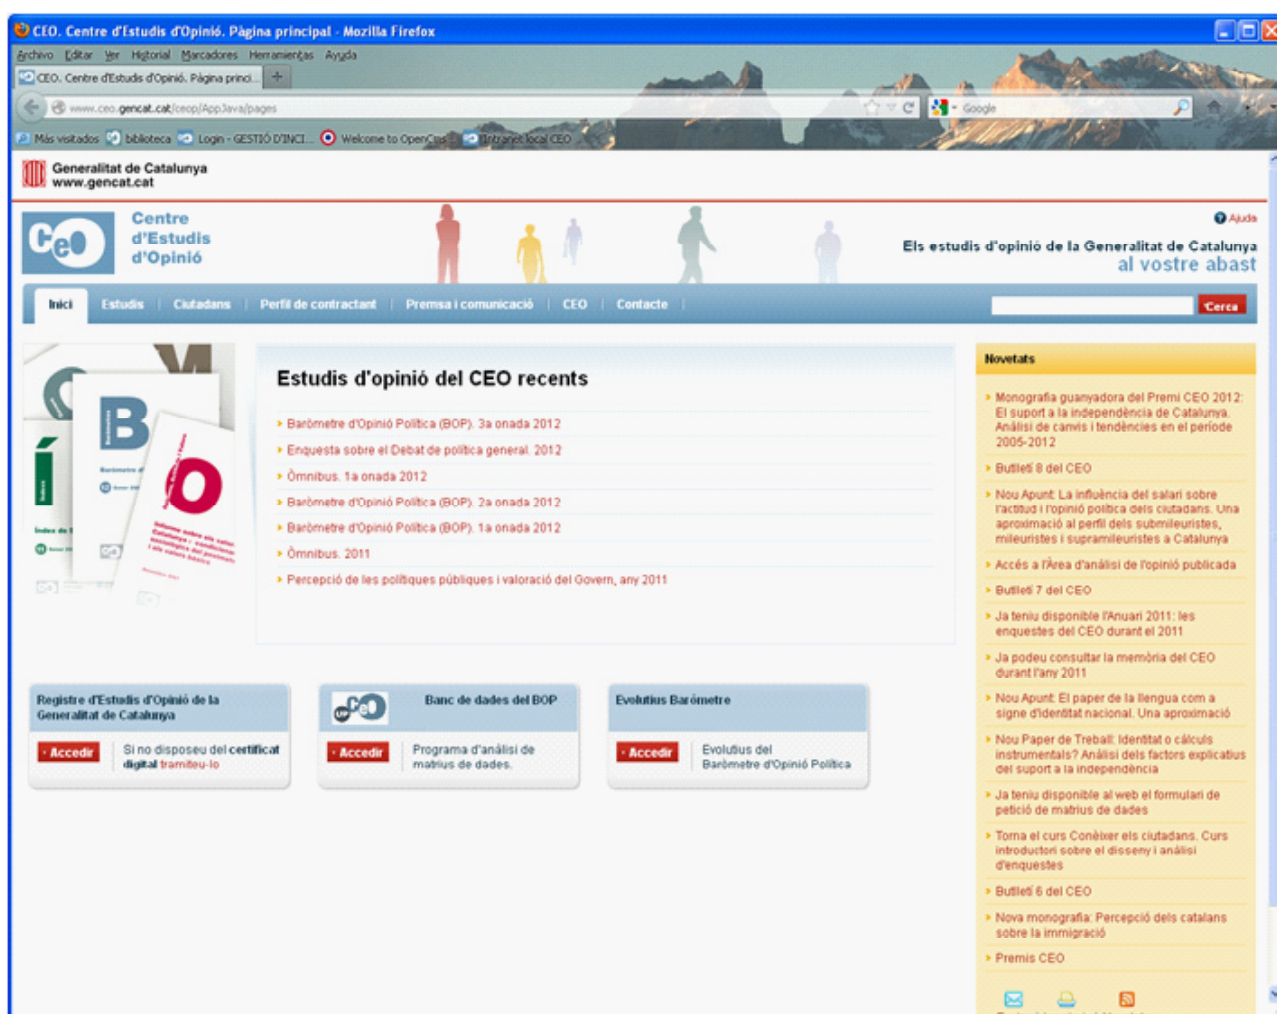 CEO. Centre d'Estudis d'Opinió. Pàgina principal - Mozilla Firefox
Archivo Editar Ver Historial Marcadores Herramientas Ayuda
CEO. Centre d'Estudis d'Opinió. Pàgina princi... +
www.ceo.gencat.cat/ceop/AppJava/pages
Google
Más visitados biblioteca Login - GESTIÓ D'INCI... Welcome to OpenCms Intranet local CEO
Generalitat de Catalunya
www.gencat.cat
CeO
Centre
d'Estudis
d'Opinió
Ajuda
Els estudis d'opinió de la Generalitat de Catalunya
al vostre abast
Inici Estudis Ciutadans Perfil de contractant Premsa i comunicació CEO Contacte
Cerca
Estudis d'opinió del CEO recents
Baròmetre d'Opinió Política (BOP). 3a onada 2012
Enquesta sobre el Debat de política general. 2012
Òmnibus. 1a onada 2012
Baròmetre d'Opinió Política (BOP). 2a onada 2012
Baròmetre d'Opinió Política (BOP). 1a onada 2012
Òmnibus. 2011
Percepció de les polítiques públiques i valoració del Govern, any 2011
Registre d'Estudis d'Opinió de la
Generalitat de Catalunya
Accedir
Si no disposeu del certificat
digital tramiteu-lo
CeO
Banc de dades del BOP
Accedir
Programa d'anàlisi de
matrius de dades.
Evolutius Baròmetre
Accedir
Evolutius del
Baròmetre d'Opinió Política
Novetats
Monografia guanyadora del Premi CEO 2012:
El suport a la independència de Catalunya.
Anàlisi de canvis i tendències en el període
2005-2012
Butlletí 8 del CEO
Nou Apunt: La influència del salari sobre
l'actitud i l'opinió política dels ciutadans. Una
aproximació al perfil dels submileuristes,
mileuristes i supramileuristes a Catalunya
Accés a l'Àrea d'anàlisi de l'opinió publicada
Butlletí 7 del CEO
Ja teniu disponible l'Anuari 2011: les
enquestes del CEO durant el 2011
Ja podeu consultar la memòria del CEO
durant l'any 2011
Nou Apunt: El paper de la llengua com a
signe d'identitat nacional. Una aproximació
Nou Paper de Treball: Identitat o càlculs
instrumentals? Anàlisi dels factors explicatius
del suport a la independència
Ja teniu disponible al web el formulari de
petició de matrius de dades
Torna el curs Conèixer els ciutadans. Curs
introductori sobre el disseny i anàlisi
d'enquestes
Butlletí 6 del CEO
Nova monografia: Percepció dels catalans
sobre la immigració
Premis CEO